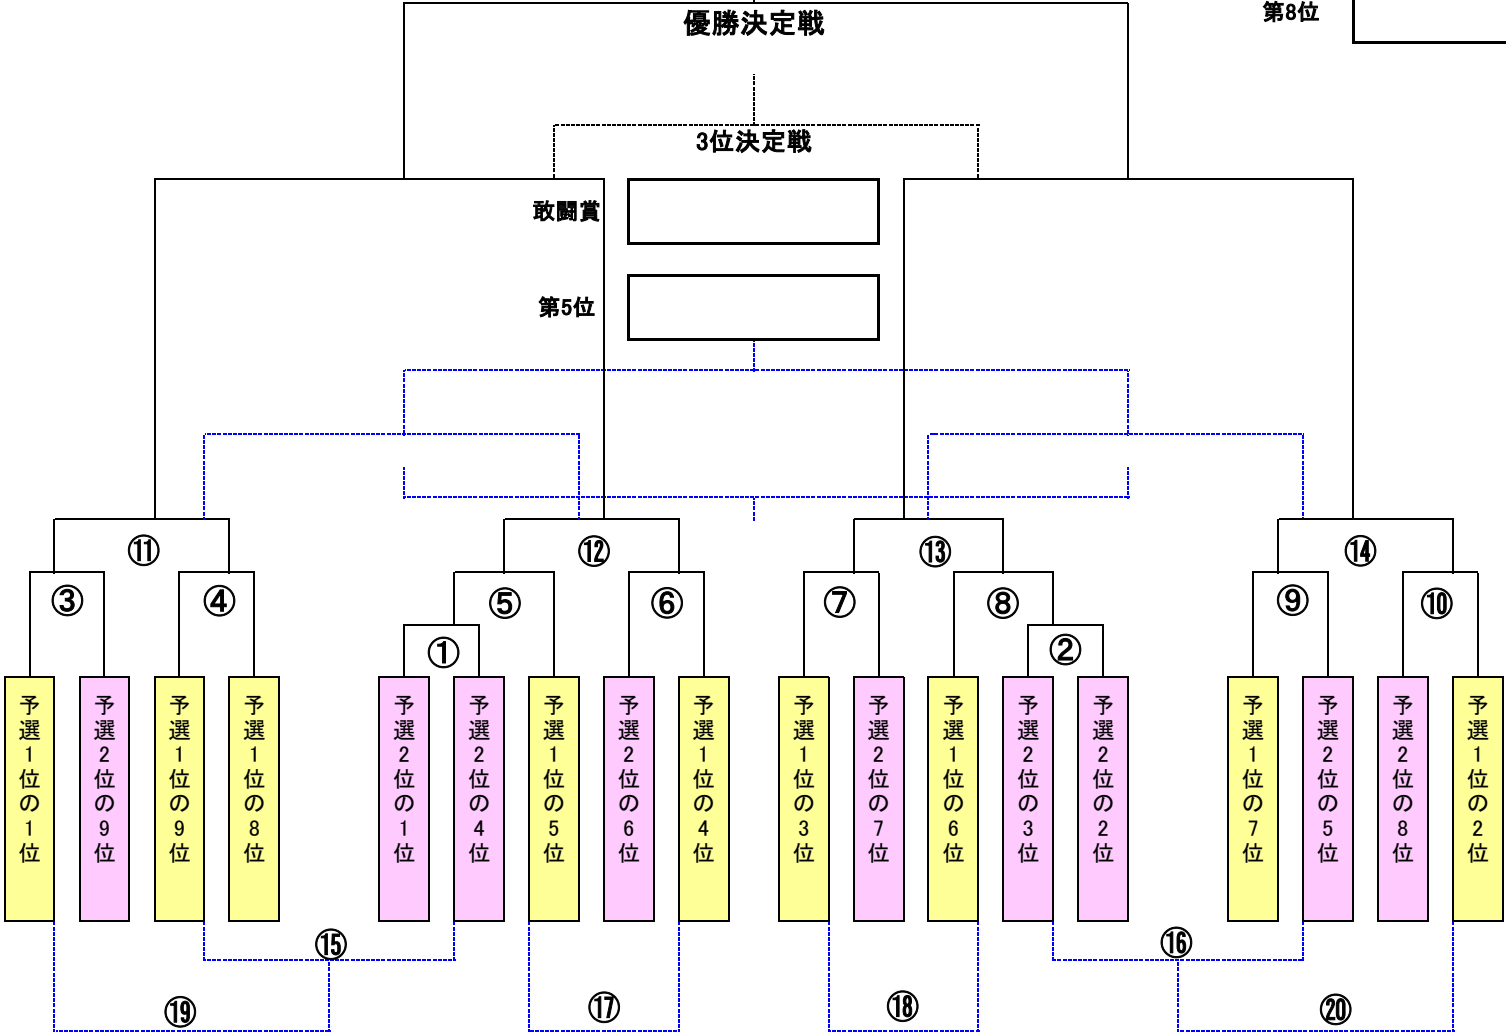 優勝決定戦
第8位
3位決定戦
敢闘賞
第5位
⑪
⑫
⑬
⑭
③
④
⑤
⑥
⑦
⑧
⑨
⑩
①
②
予選1位の1位
予選2位の9位
予選1位の9位
予選1位の8位
予選2位の1位
予選2位の4位
予選1位の5位
予選2位の6位
予選1位の4位
予選1位の3位
予選2位の7位
予選1位の6位
予選2位の3位
予選2位の2位
予選1位の7位
予選2位の5位
予選2位の8位
予選1位の2位
⑮
⑯
⑲
⑰
⑱
⑳